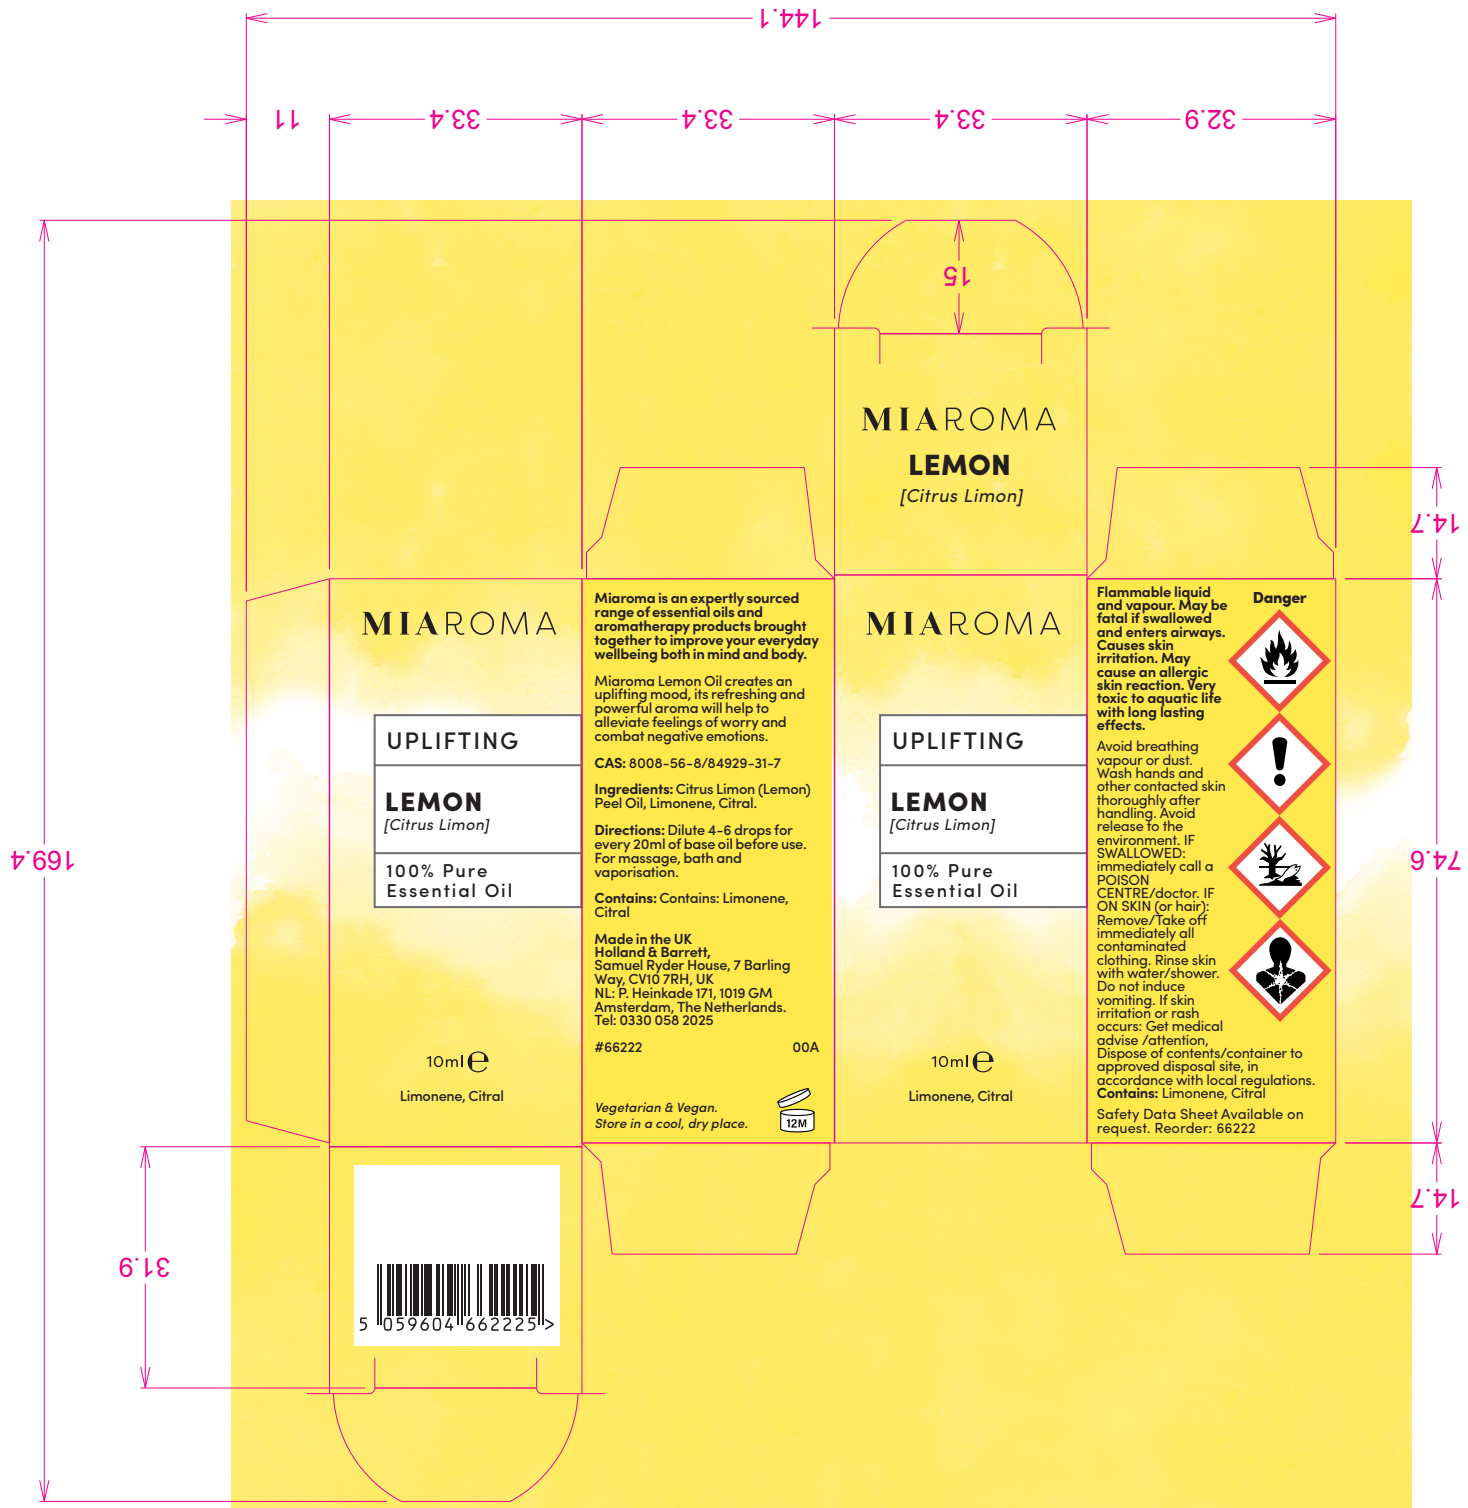 144.1
11
33.4
33.4
33.4
32.9
15
MIAROMA
LEMON
[Citrus Limon]
14.7
169.4
MIAROMA
UPLIFTING
LEMON
[Citrus Limon]
100% Pure
Essential Oil
10ml ℮
Limonene, Citral
Miaroma is an expertly sourced
range of essential oils and
aromatherapy products brought
together to improve your everyday
wellbeing both in mind and body.
Miaroma Lemon Oil creates an
uplifting mood, its refreshing and
powerful aroma will help to
alleviate feelings of worry and
combat negative emotions.
CAS: 8008-56-8/84929-31-7
Ingredients: Citrus Limon (Lemon)
Peel Oil, Limonene, Citral.
Directions: Dilute 4-6 drops for
every 20ml of base oil before use.
For massage, bath and
vaporisation.
Contains: Contains: Limonene,
Citral
Made in the UK
Holland & Barrett,
Samuel Ryder House, 7 Barling
Way, CV10 7RH, UK
NL: P. Heinkade 171, 1019 GM
Amsterdam, The Netherlands.
Tel: 0330 058 2025
#66222 00A
Vegetarian & Vegan.
Store in a cool, dry place.
12M
MIAROMA
UPLIFTING
LEMON
[Citrus Limon]
100% Pure
Essential Oil
10ml ℮
Limonene, Citral
Flammable liquid
and vapour. May be
fatal if swallowed
and enters airways.
Causes skin
irritation. May
cause an allergic
skin reaction. Very
toxic to aquatic life
with long lasting
effects.
Danger
Avoid breathing
vapour or dust.
Wash hands and
other contacted skin
thoroughly after
handling. Avoid
release to the
environment. IF
SWALLOWED:
immediately call a
POISON
CENTRE/doctor. IF
ON SKIN (or hair):
Remove/Take off
immediately all
contaminated
clothing. Rinse skin
with water/shower.
Do not induce
vomiting. If skin
irritation or rash
occurs: Get medical
advise /attention,
Dispose of contents/container to
approved disposal site, in
accordance with local regulations.
Contains: Limonene, Citral
Safety Data Sheet Available on
request. Reorder: 66222
74.6
14.7
31.9
5 059604 662225 >